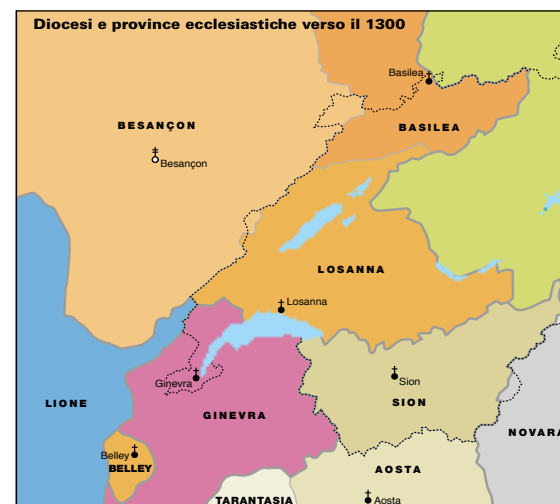 Diocesi e province ecclesiastiche verso il 1300
Basilea
BESANÇON
BASILEA
Besançon
LOSANNA
Losanna
Ginevra
Sion
LIONE
SION
GINEVRA
NOVARA
Belley
BELLEY
AOSTA
TARANTASIA
Aosta